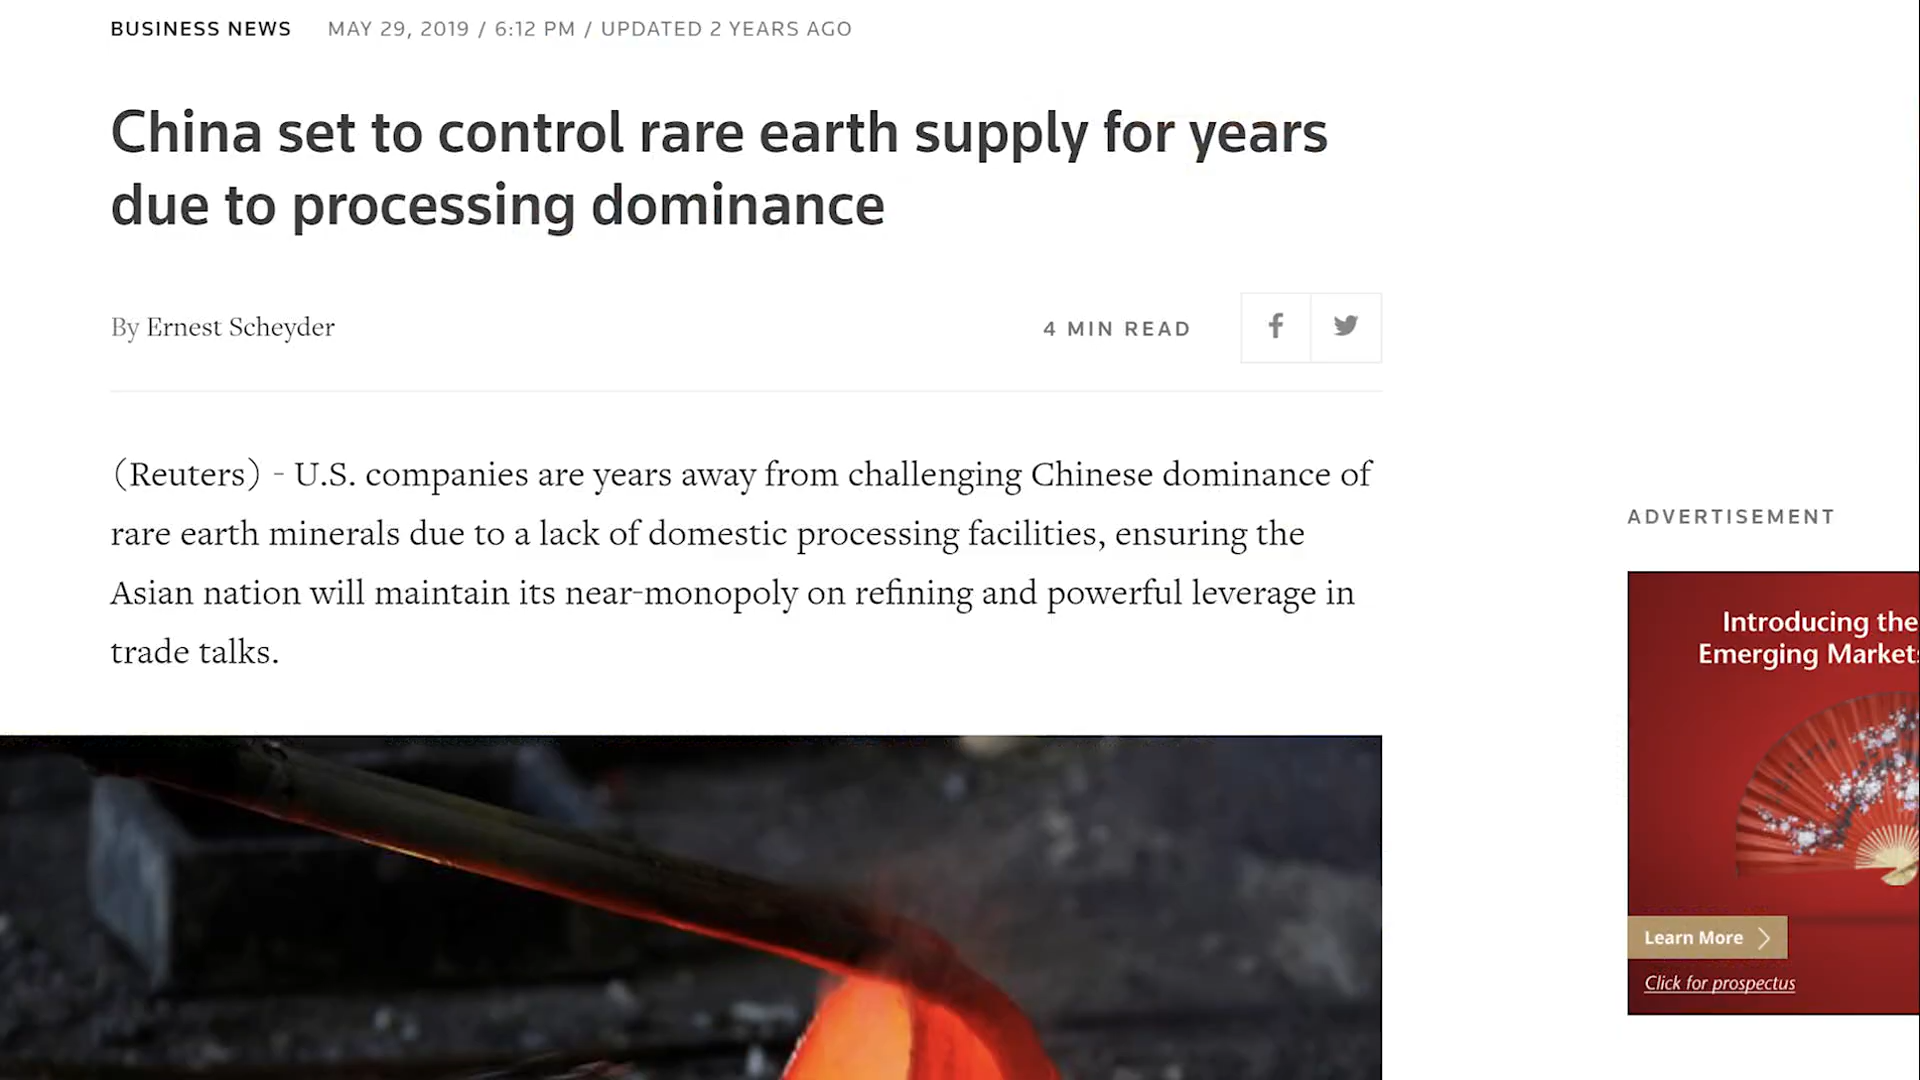 BUSINESS NEWS MAY 29, 2019 / 6:12 PM / UPDATED 2 YEARS AGO
China set to control rare earth supply for years
due to processing dominance
By Ernest Scheyder 4 MIN READ
(Reuters) - U.S. companies are years away from challenging Chinese dominance of
rare earth minerals due to a lack of domestic processing facilities, ensuring the
Asian nation will maintain its near-monopoly on refining and powerful leverage in
trade talks.
ADVERTISEMENT
Introducing the
Emerging Market
Learn More
Click for prospectus